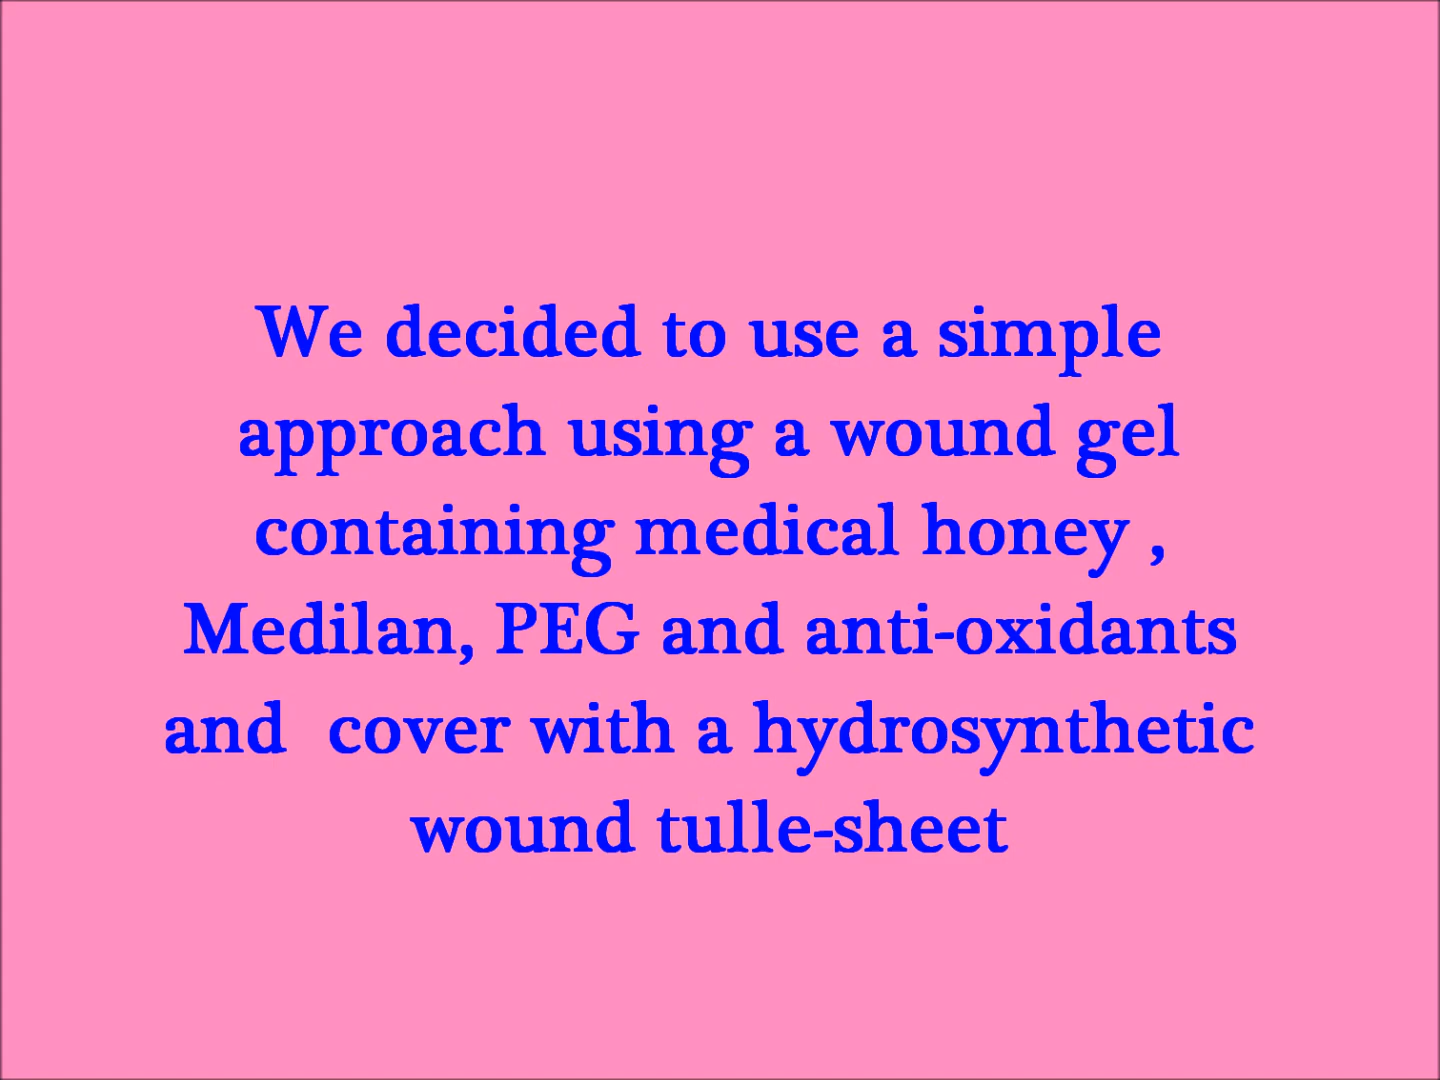 We decided to use a simple
approach using a wound gel
containing medical honey ,
Medilan, PEG and anti-oxidants
and  cover with a hydrosynthetic
wound tulle-sheet